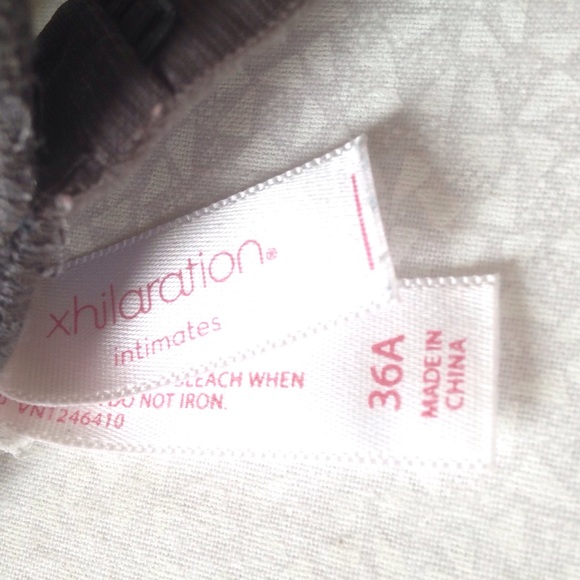 xhilaration®
intimates
BLEACH WHEN
DO NOT IRON.
VN1246410
36A
MADE IN
CHINA